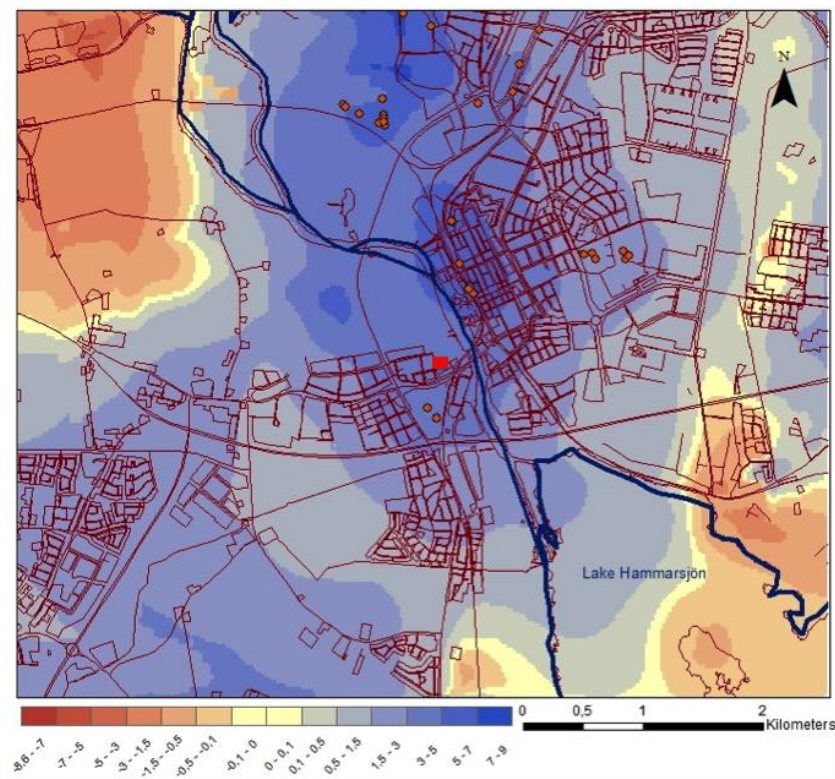 N
Lake Hammarsjön
0 0,5 1 2
Kilometers
-8,6 - -7
-7 - -5
-5 - -3
-3 - -1,5
-1,5 - -0,5
-0,5 - -0,1
-0,1 - 0
0 - 0,1
0,1 - 0,5
0,5 - 1,5
1,5 - 3
3 - 5
5 - 7
7 - 9